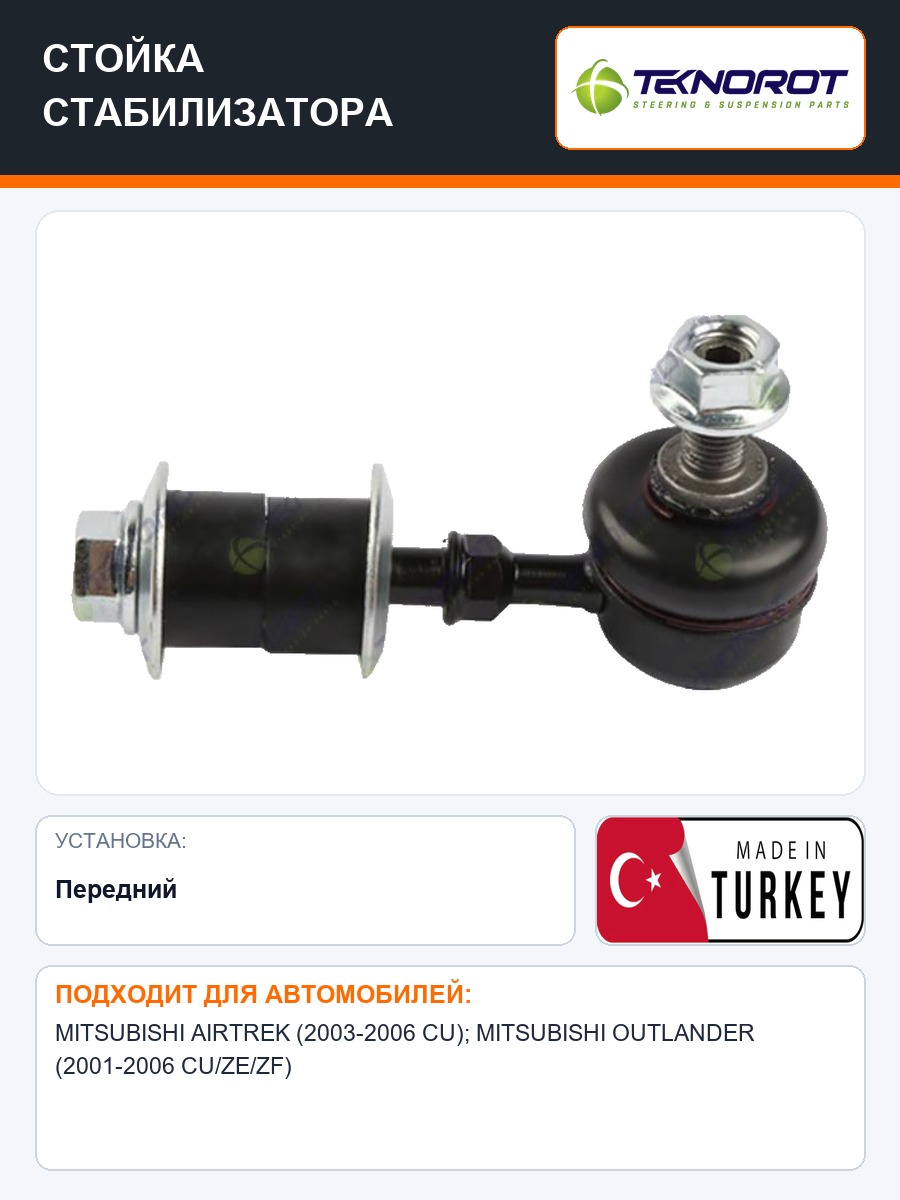 СТОЙКА
СТАБИЛИЗАТОРА
TEKNOROT
STEERING & SUSPENSION PARTS
УСТАНОВКА:
Передний
MADE IN
TURKEY
ПОДХОДИТ ДЛЯ АВТОМОБИЛЕЙ:
MITSUBISHI AIRTREK (2003-2006 CU); MITSUBISHI OUTLANDER
(2001-2006 CU/ZE/ZF)